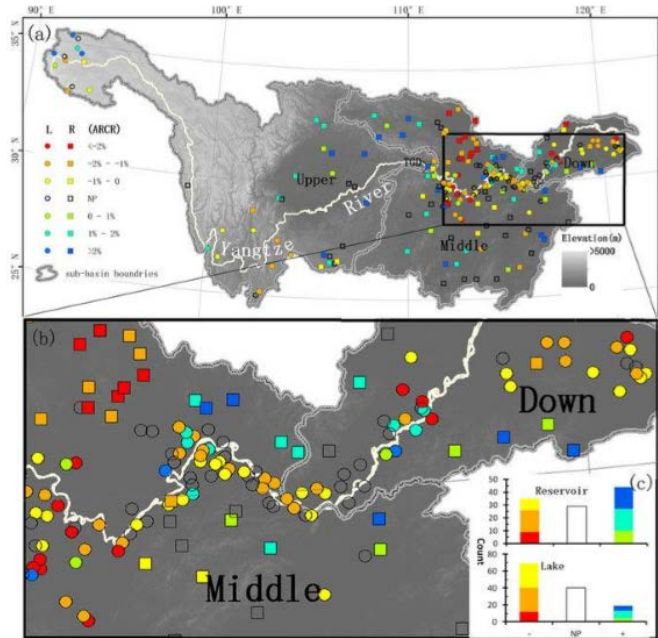 90° E 100° E 110° E 120° E
35° N
30° N
25° N
(a)
L R (ARCR)
<-2%
-2% - -1%
-1% - 0
NP
0 - 1%
1% - 2%
>2%
sub-basin boundries
Upper
TGD
River
Yangtze
Middle
Down
Elevation(m)
>5000
0
(b)
Down
Middle
(c)
Reservoir
50
40
30
20
10
0
Count
Lake
80
60
40
20
0
- NP +